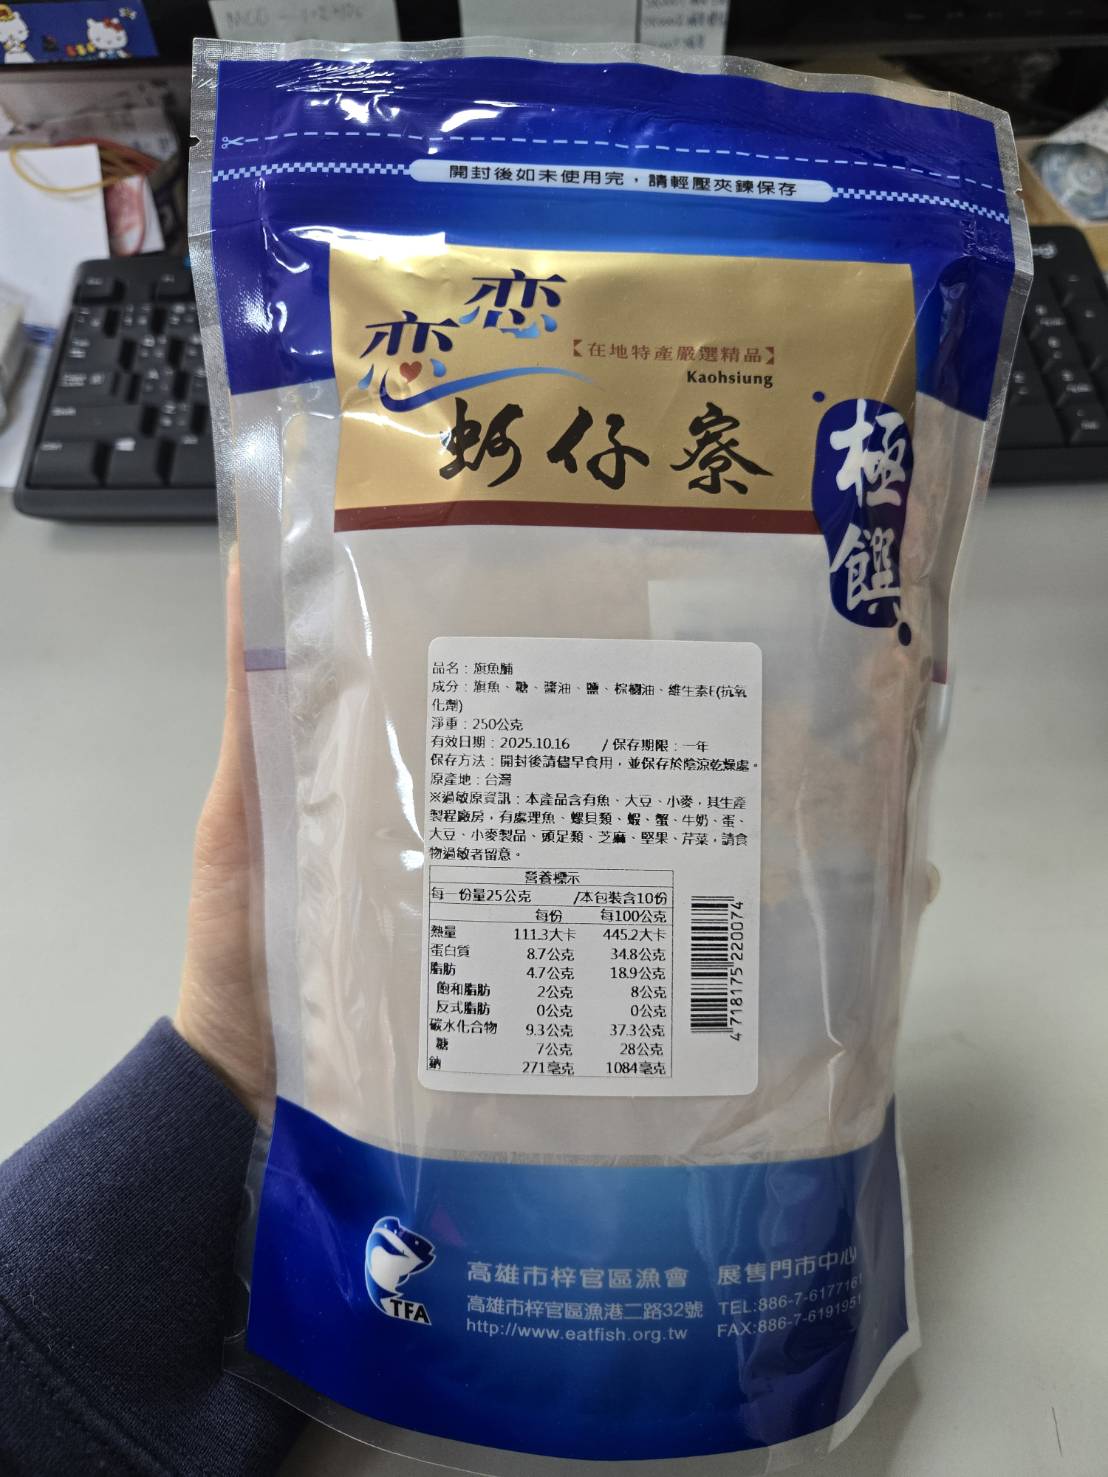 開封後如未使用完，請輕壓夾鍊保存
戀戀
【在地特產嚴選精品】
Kaohsiung
蚵仔寮
極饌
品名：旗魚脯
成分：旗魚、糖、醬油、鹽、棕櫚油、維生素E(抗氧
化劑)
淨重：250公克
有效日期：2025.10.16 /保存期限：一年
保存方法：開封後請儘早食用，並保存於陰涼乾燥處。
原產地：台灣
※過敏原資訊：本產品含有魚、大豆、小麥，其生產
製程廠房，有處理魚、螺貝類、蝦、蟹、牛奶、蛋、
大豆、小麥製品、頭足類、芝麻、堅果、芹菜，請食
物過敏者留意。
營養標示
每一份量25公克 /本包裝含10份
每份 每100公克
熱量 111.3大卡 445.2大卡
蛋白質 8.7公克 34.8公克
脂肪 4.7公克 18.9公克
飽和脂肪 2公克 8公克
反式脂肪 0公克 0公克
碳水化合物 9.3公克 37.3公克
糖 7公克 28公克
鈉 271毫克 1084毫克
4718175220074
TFA
高雄市梓官區漁會 展售門市中心
高雄市梓官區漁港二路32號 TEL:886-7-6177161
http://www.eatfish.org.tw FAX:886-7-6191951